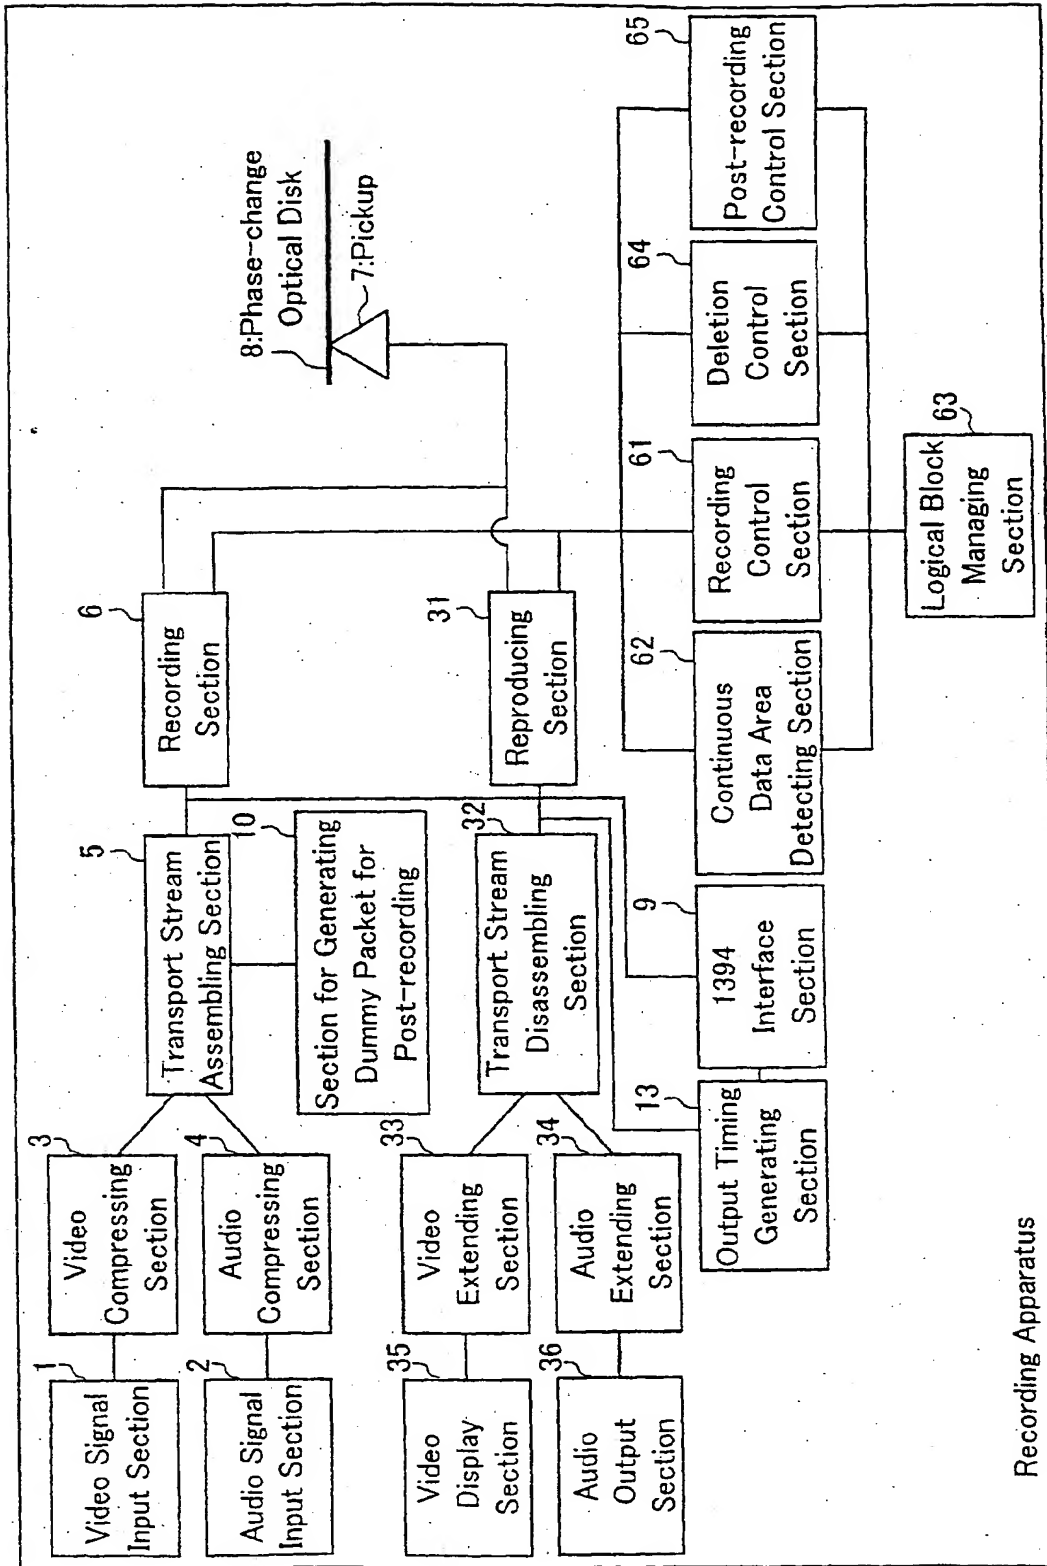 1
Video Signal
Input Section
2
Audio Signal
Input Section
3
Video
Compressing
Section
4
Audio
Compressing
Section
5
Transport Stream
Assembling Section
10
Section for Generating
Dummy Packet for
Post-recording
6
Recording
Section
8:Phase-change
Optical Disk
7:Pickup
35
Video
Display
Section
36
Audio
Output
Section
33
Video
Extending
Section
34
Audio
Extending
Section
32
Transport Stream
Disassembling
Section
31
Reproducing
Section
13
Output Timing
Generating
Section
9
1394
Interface
Section
62
Continuous
Data Area
Detecting Section
61
Recording
Control
Section
64
Deletion
Control
Section
65
Post-recording
Control Section
63
Logical Block
Managing
Section
Recording Apparatus